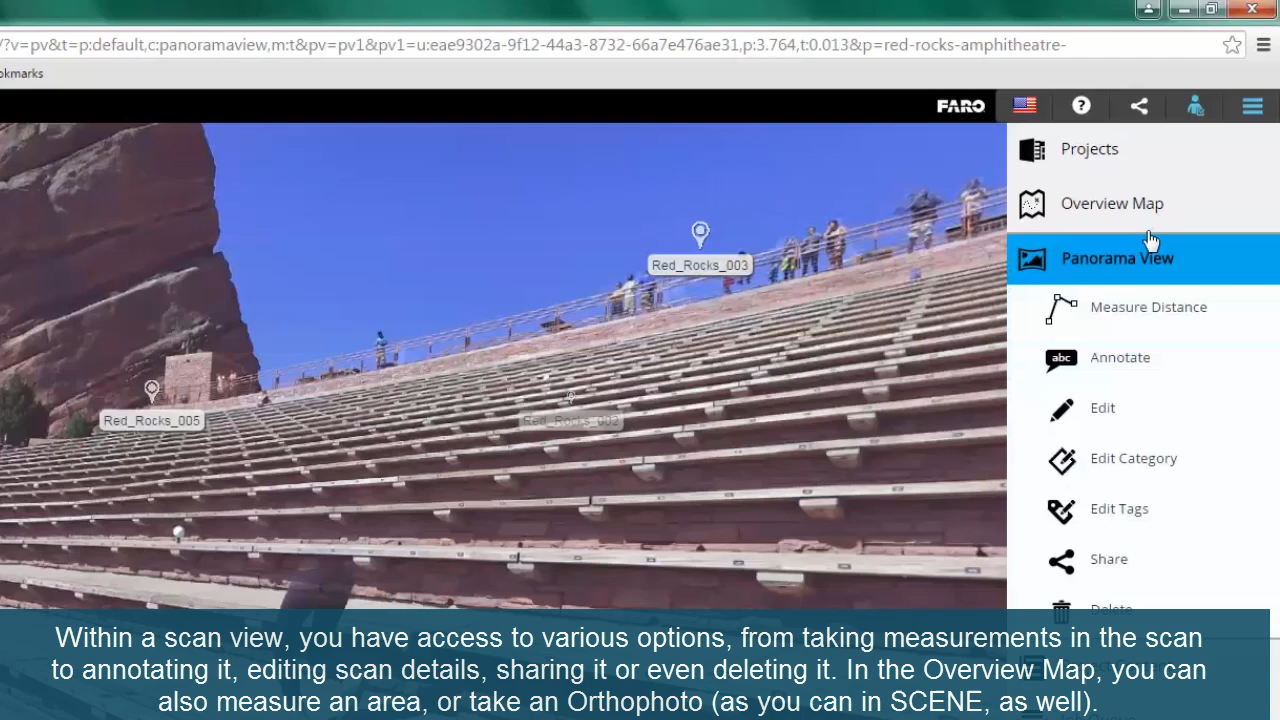 /?v=pv&t=p:default,c:panoramaview,m:t&pv=pv1&pv1=u:eae9302a-9f12-44a3-8732-66a7e476ae31,p:3.764,t:0.013&p=red-rocks-amphitheatre-
okmarks
FARO
Projects
Overview Map
Panorama View
Measure Distance
abc
Annotate
Edit
Edit Category
Edit Tags
Share
Delete
Red_Rocks_003
Red_Rocks_005
Red_Rocks_002
Within a scan view, you have access to various options, from taking measurements in the scan
to annotating it, editing scan details, sharing it or even deleting it. In the Overview Map, you can
also measure an area, or take an Orthophoto (as you can in SCENE, as well).